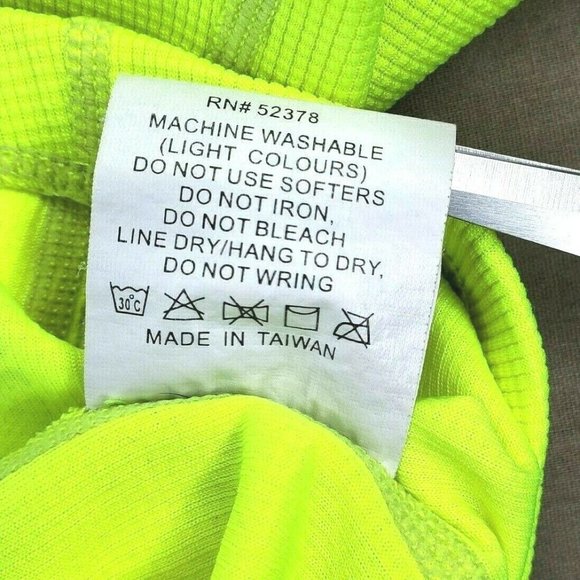 RN# 52378
MACHINE WASHABLE
(LIGHT COLOURS)
DO NOT USE SOFTERS
DO NOT IRON,
DO NOT BLEACH
LINE DRY/HANG TO DRY,
DO NOT WRING
30°C
MADE IN TAIWAN